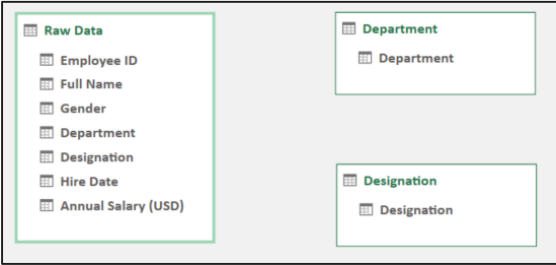 Raw Data
Employee ID
Full Name
Gender
Department
Designation
Hire Date
Annual Salary (USD)
Department
Department
Designation
Designation